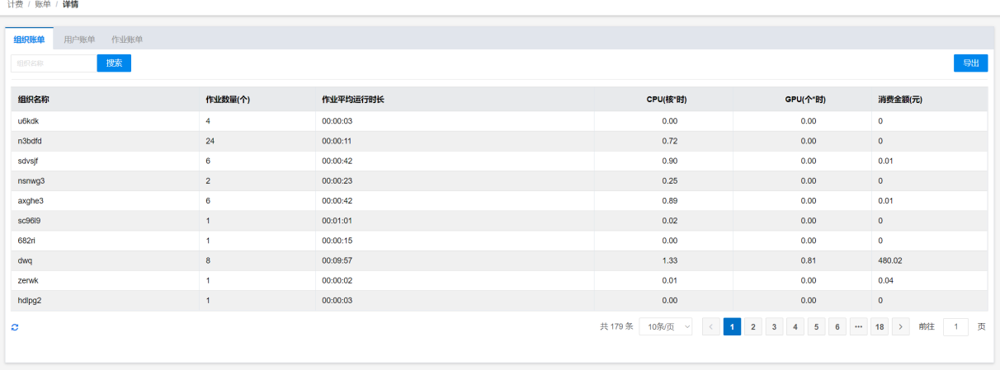 计费 / 账单 / 详情
组织账单 用户账单 作业账单
组织名称 搜索 导出
组织名称 作业数量(个) 作业平均运行时长 CPU(核*时) GPU(个*时) 消费金额(元)
u6kdk 4 00:00:03 0.00 0.00 0
n3bdfd 24 00:00:11 0.72 0.00 0
sdvsjf 6 00:00:42 0.90 0.00 0.01
nsnwg3 2 00:00:23 0.25 0.00 0
axghe3 6 00:00:42 0.89 0.00 0.01
sc96l9 1 00:01:01 0.02 0.00 0
682ri 1 00:00:15 0.00 0.00 0
dwq 8 00:09:57 1.33 0.81 480.02
zerwk 1 00:00:02 0.01 0.00 0.04
hdlpg2 1 00:00:03 0.00 0.00 0
共 179 条 10条/页 < 1 2 3 4 5 6 ••• 18 > 前往 1 页